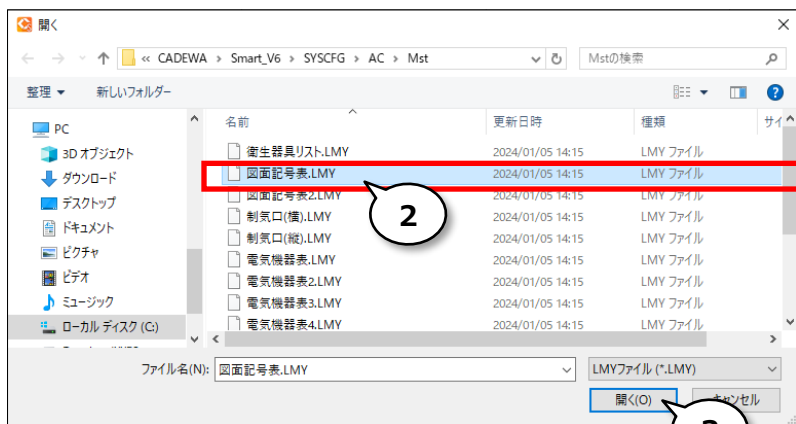 開く
« CADEWA › Smart_V6 › SYSCFG › AC › Mst
Mstの検索
整理 新しいフォルダー
名前 更新日時 種類 サイ
PC
3D オブジェクト
ダウンロード
デスクトップ
ドキュメント
ピクチャ
ビデオ
ミュージック
ローカル ディスク (C:)
衛生器具リスト.LMY 2024/01/05 14:15 LMY ファイル
図面記号表.LMY 2024/01/05 14:15 LMY ファイル
図面記号表2.LMY 2024/01/05 14:15 LMY ファイル
制気口(横).LMY 2024/01/05 14:15 LMY ファイル
制気口(縦).LMY 2024/01/05 14:15 LMY ファイル
電気機器表.LMY 2024/01/05 14:15 LMY ファイル
電気機器表2.LMY 2024/01/05 14:15 LMY ファイル
電気機器表3.LMY 2024/01/05 14:15 LMY ファイル
電気機器表4.LMY 2024/01/05 14:15 LMY ファイル
2
ファイル名(N): 図面記号表.LMY
LMYファイル (*.LMY)
開く(O) キャンセル